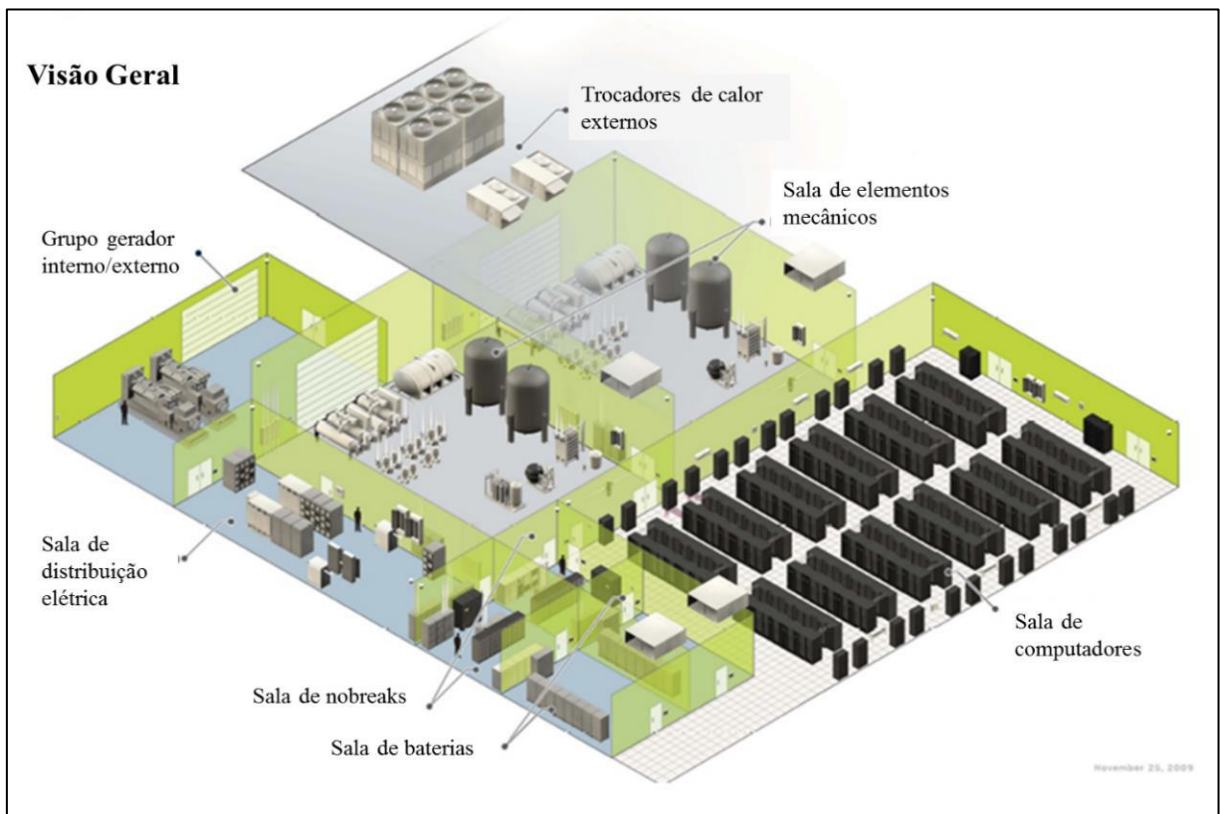 Visão Geral
Trocadores de calor
externos
Sala de elementos
mecânicos
Grupo gerador
interno/externo
Sala de
distribuição
elétrica
Sala de
computadores
Sala de nobreaks
Sala de baterias
November 25, 2009